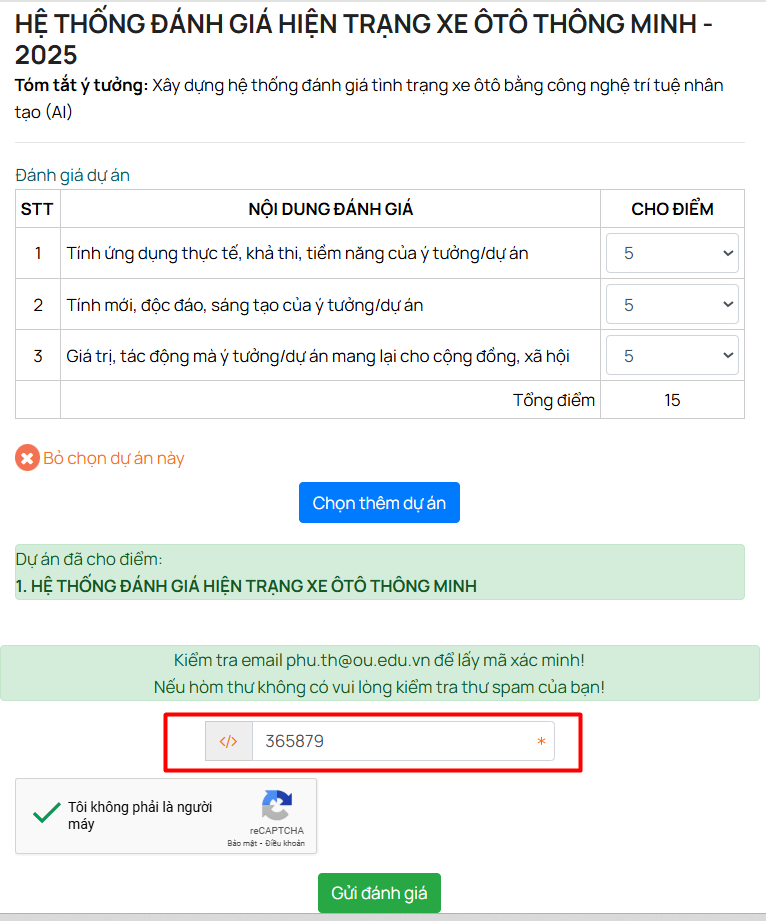 HỆ THỐNG ĐÁNH GIÁ HIỆN TRẠNG XE ÔTÔ THÔNG MINH -
2025
Tóm tắt ý tưởng: Xây dựng hệ thống đánh giá tình trạng xe ôtô bằng công nghệ trí tuệ nhân
tạo (AI)
Đánh giá dự án
STT NỘI DUNG ĐÁNH GIÁ CHO ĐIỂM
1 Tính ứng dụng thực tế, khả thi, tiềm năng của ý tưởng/dự án 5
2 Tính mới, độc đáo, sáng tạo của ý tưởng/dự án 5
3 Giá trị, tác động mà ý tưởng/dự án mang lại cho cộng đồng, xã hội 5
Tổng điểm 15
Bỏ chọn dự án này
Chọn thêm dự án
Dự án đã cho điểm:
1. HỆ THỐNG ĐÁNH GIÁ HIỆN TRẠNG XE ÔTÔ THÔNG MINH
Kiểm tra email phu.th@ou.edu.vn để lấy mã xác minh!
Nếu hòm thư không có vui lòng kiểm tra thư spam của bạn!
</> 365879 *
Tôi không phải là người
máy
reCAPTCHA
Bảo mật - Điều khoản
Gửi đánh giá